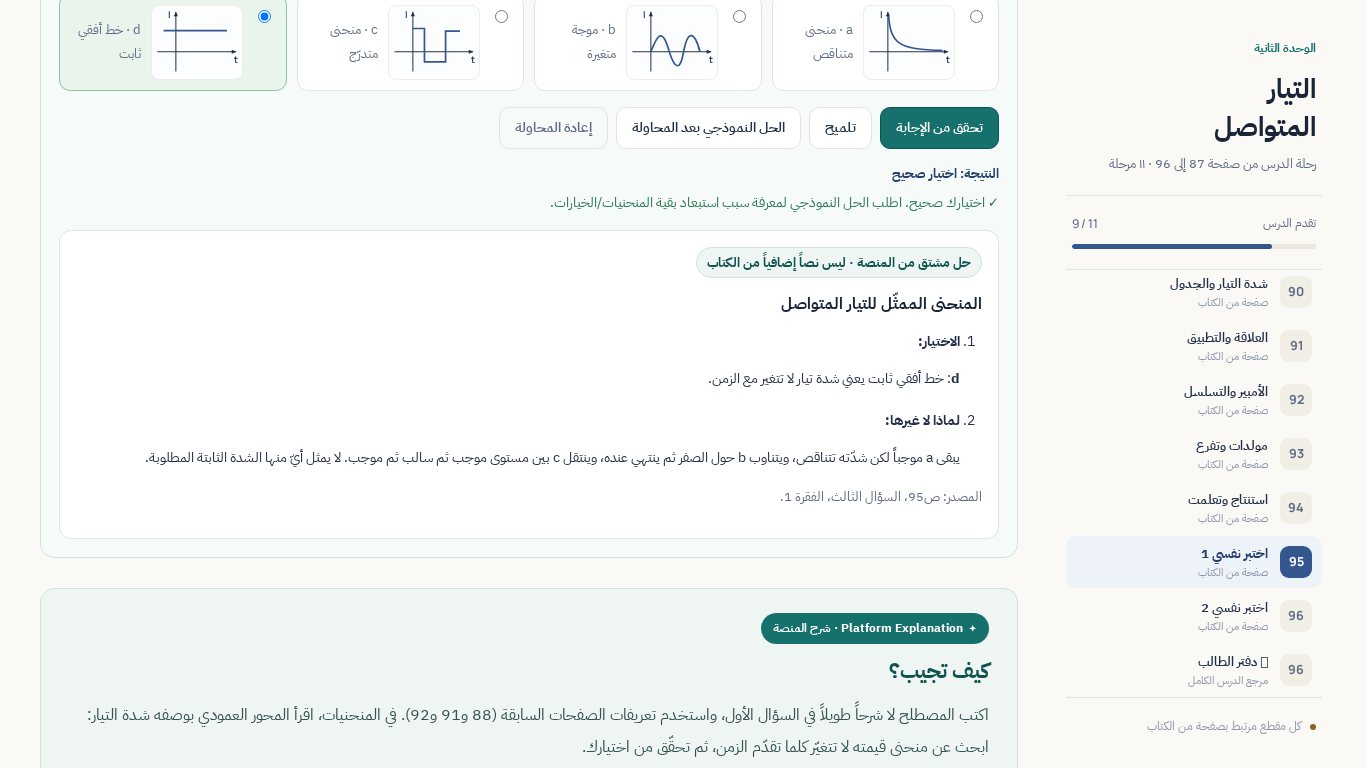 الوحدة الثانية
التيار
المتواصل
رحلة الدرس من صفحة 87 إلى 96 · ١١ مرحلة
تقدم الدرس
9 / 11
90
شدة التيار والجدول
صفحة من الكتاب
91
العلاقة والتطبيق
صفحة من الكتاب
92
الأمبير والتسلسل
صفحة من الكتاب
93
مولدات وتفرع
صفحة من الكتاب
94
استنتاج وتعلمت
صفحة من الكتاب
95
اختبر نفسي 1
صفحة من الكتاب
96
اختبر نفسي 2
صفحة من الكتاب
96
دفتر الطالب
مرجع الدرس الكامل
كل مقطع مرتبط بصفحة من الكتاب
I
t
a · منحنى
متناقص
I
t
b · موجة
متغيرة
I
t
c · منحنى
متدرّج
I
t
d · خط أفقي
ثابت
تحقق من الإجابة
تلميح
الحل النموذجي بعد المحاولة
إعادة المحاولة
النتيجة: اختيار صحيح
✓ اختيارك صحيح. اطلب الحل النموذجي لمعرفة سبب استبعاد بقية المنحنيات/الخيارات.
حل مشتق من المنصة · ليس نصاً إضافياً من الكتاب
المنحنى الممثّل للتيار المتواصل
1. الاختيار:
d: خط أفقي ثابت يعني شدة تيار لا تتغير مع الزمن.
2. لماذا لا غيرها:
يبقى a موجباً لكن شدّته تتناقص، ويتناوب b حول الصفر ثم ينتهي عنده، وينتقل c بين مستوى موجب ثم سالب ثم موجب. لا يمثل أيّ منها الشدة الثابتة المطلوبة.
المصدر: ص95، السؤال الثالث، الفقرة 1.
✦ Platform Explanation · شرح المنصة
كيف تجيب؟
اكتب المصطلح لا شرحاً طويلاً في السؤال الأول، واستخدم تعريفات الصفحات السابقة (88 و91 و92). في المنحنيات، اقرأ المحور العمودي بوصفه شدة التيار:
ابحث عن منحنى قيمته لا تتغيّر كلما تقدّم الزمن، ثم تحقّق من اختيارك.